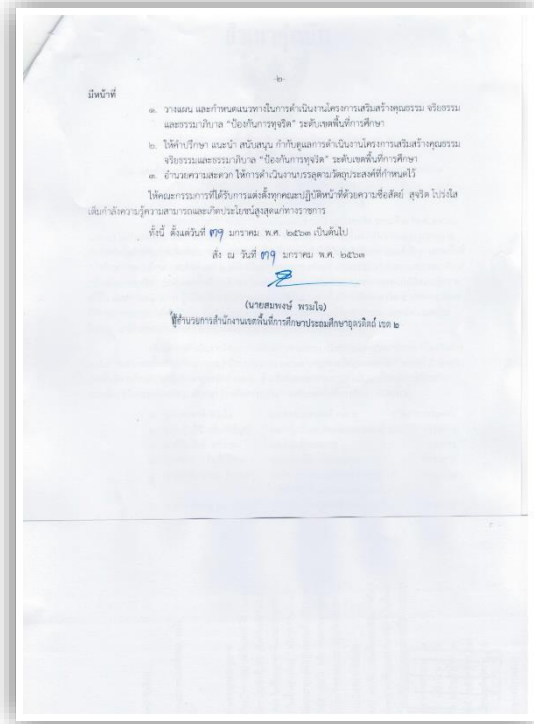 -๒-
มีหน้าที่
๑. วางแผน และกำหนดแนวทางในการดำเนินงานโครงการเสริมสร้างคุณธรรม จริยธรรม
และธรรมาภิบาล “ป้องกันการทุจริต” ระดับเขตพื้นที่การศึกษา
๒. ให้คำปรึกษา แนะนำ สนับสนุน กำกับดูแลการดำเนินงานโครงการเสริมสร้างคุณธรรม
จริยธรรมและธรรมาภิบาล “ป้องกันการทุจริต” ระดับเขตพื้นที่การศึกษา
๓. อำนวยความสะดวก ให้การดำเนินงานบรรลุตามวัตถุประสงค์ที่กำหนดไว้
ให้คณะกรรมการที่ได้รับการแต่งตั้งทุกคณะปฏิบัติหน้าที่ด้วยความซื่อสัตย์ สุจริต โปร่งใส
เต็มกำลังความรู้ความสามารถและเกิดประโยชน์สูงสุดแก่ทางราชการ
ทั้งนี้ ตั้งแต่วันที่ มกราคม พ.ศ. ๒๕๖๓ เป็นต้นไป
สั่ง ณ วันที่ มกราคม พ.ศ. ๒๕๖๓
(นายสมพงษ์ พรมใจ)
ผู้อำนวยการสำนักงานเขตพื้นที่การศึกษาประถมศึกษาอุตรดิตถ์ เขต ๒